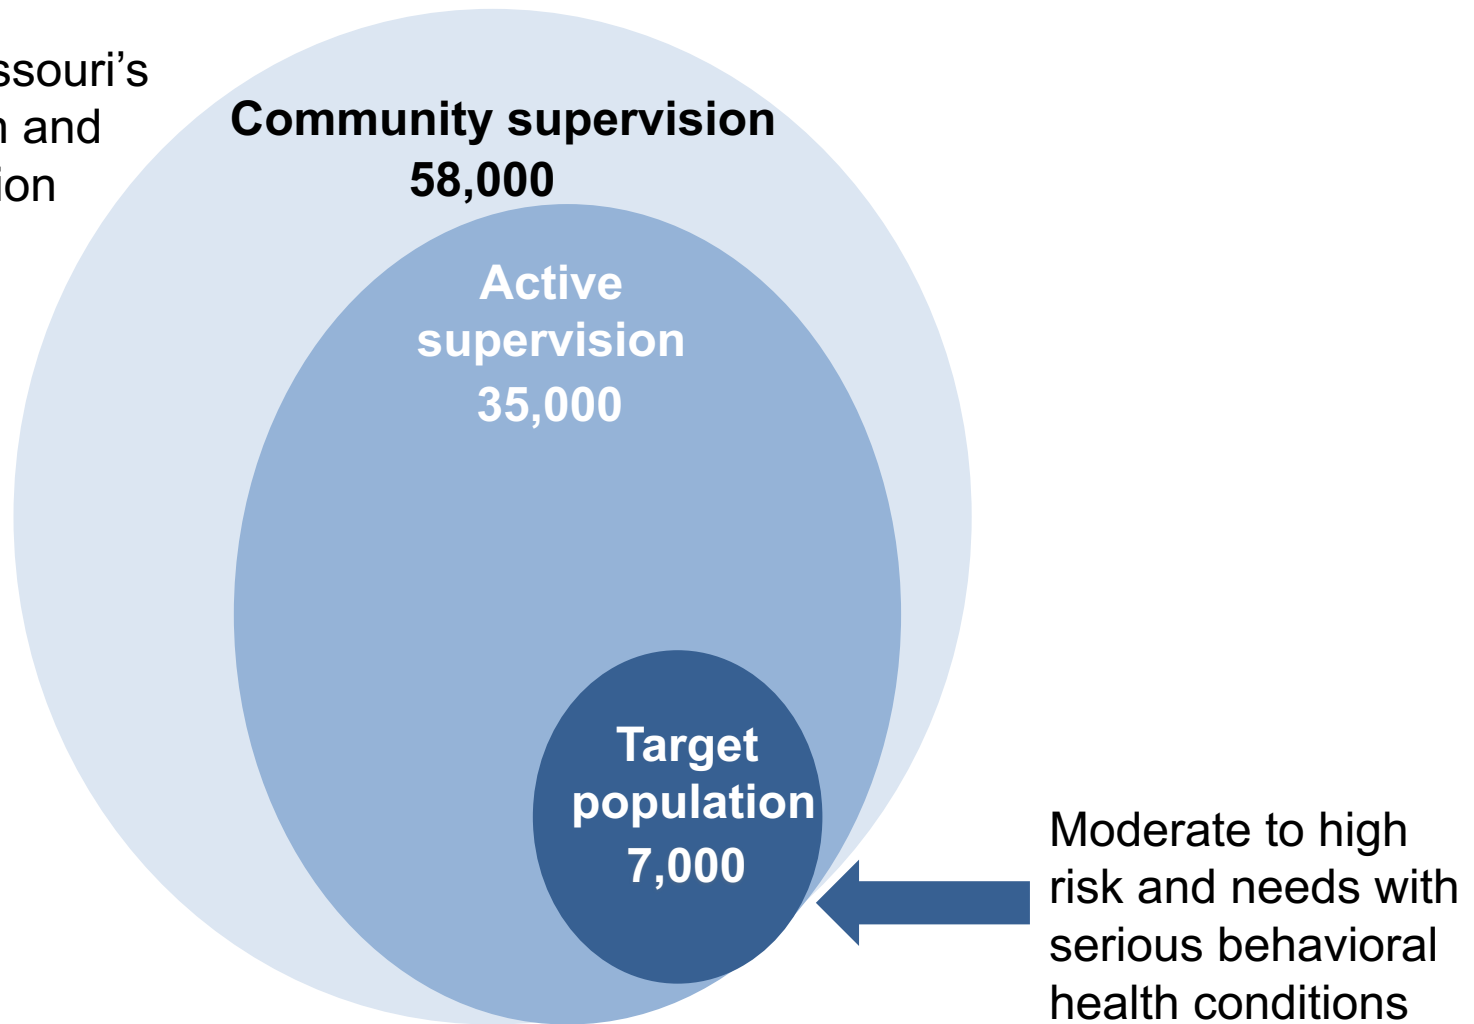 ssouri’s
and
Community supervision
58,000
Active
supervision
35,000
Target
population
7,000
Moderate to high
risk and needs with
serious behavioral
health conditions